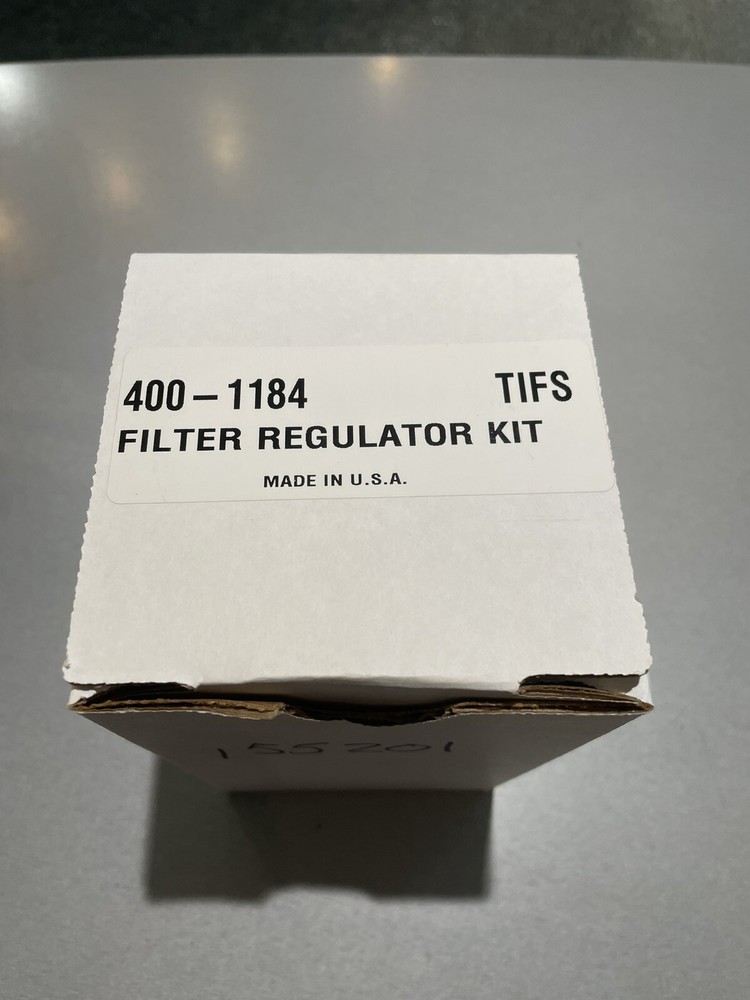 400-1184 TIFS
FILTER REGULATOR KIT
MADE IN U.S.A.
155201